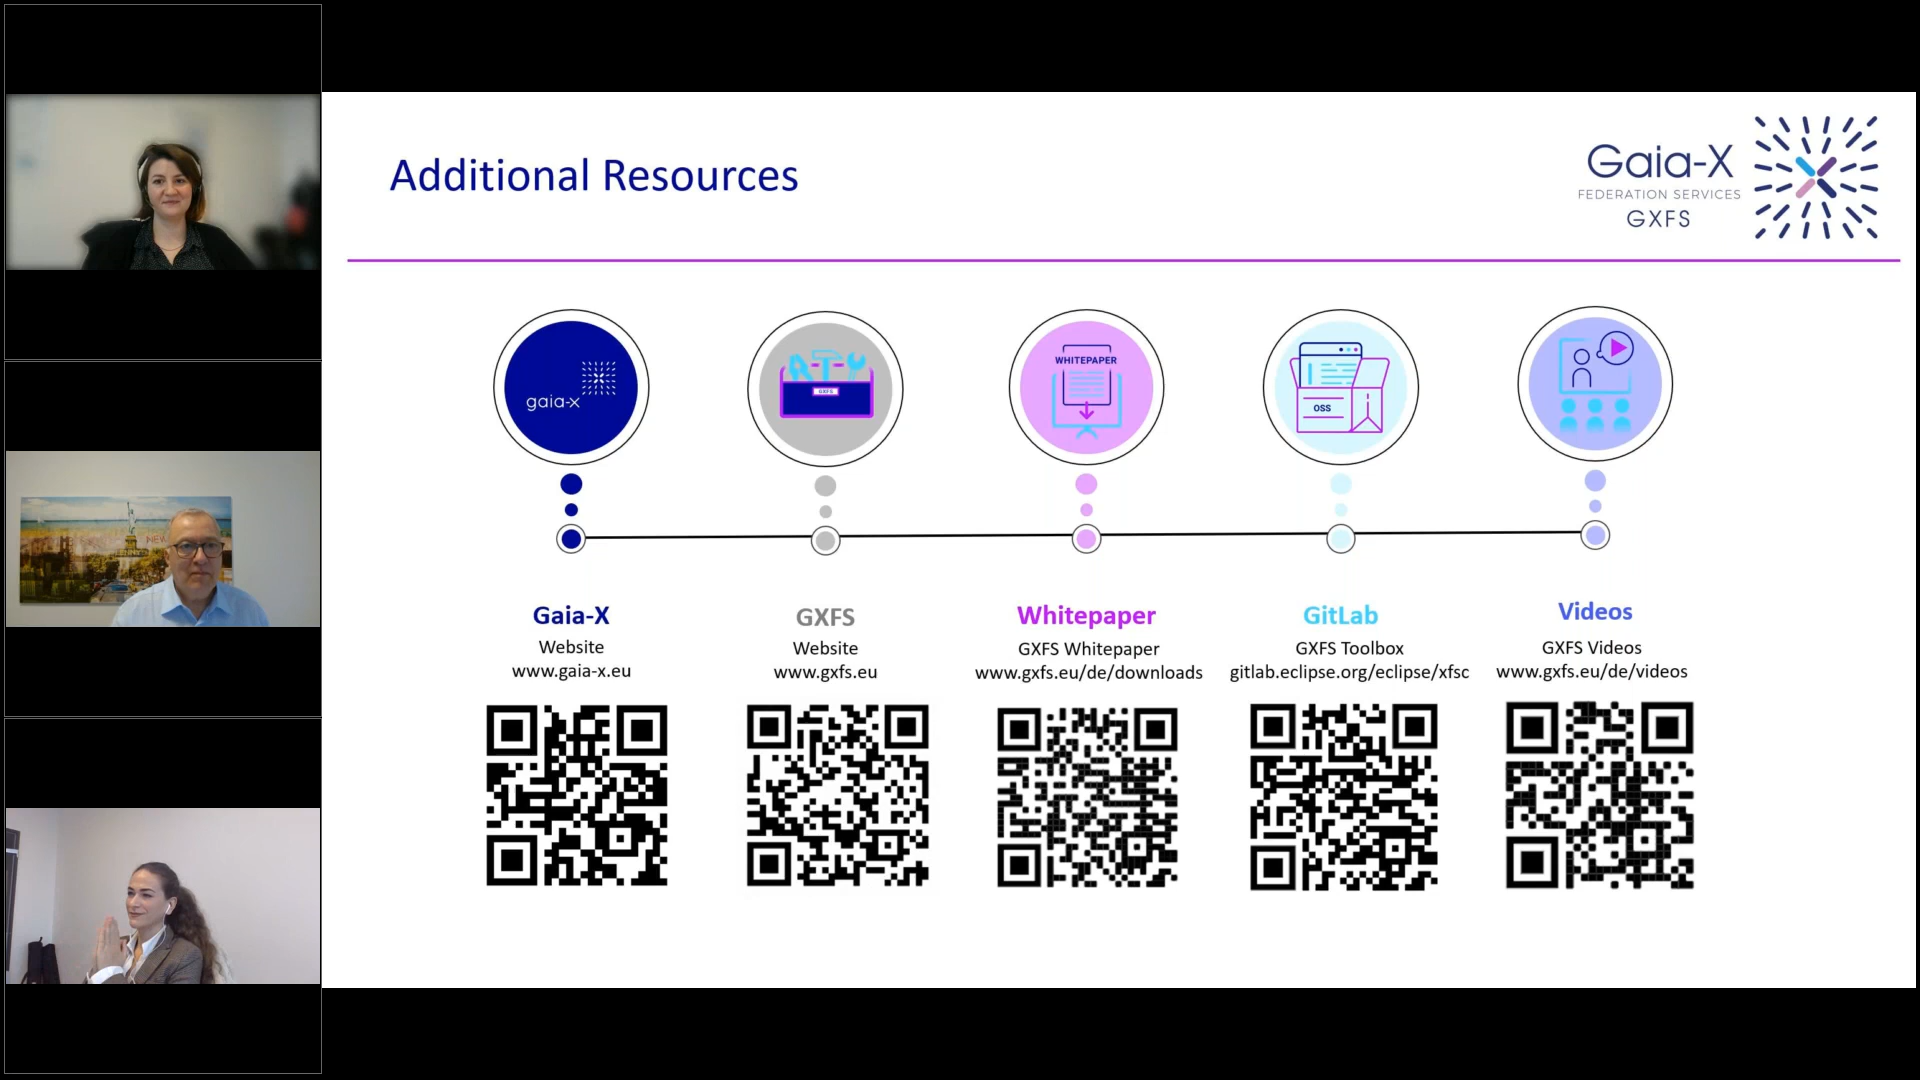 Additional Resources
Gaia-X
FEDERATION SERVICES
GXFS
gaia-x
GXFS
WHITEPAPER
OSS
Gaia-X
Website
www.gaia-x.eu
GXFS
Website
www.gxfs.eu
Whitepaper
GXFS Whitepaper
www.gxfs.eu/de/downloads
GitLab
GXFS Toolbox
gitlab.eclipse.org/eclipse/xfsc
Videos
GXFS Videos
www.gxfs.eu/de/videos